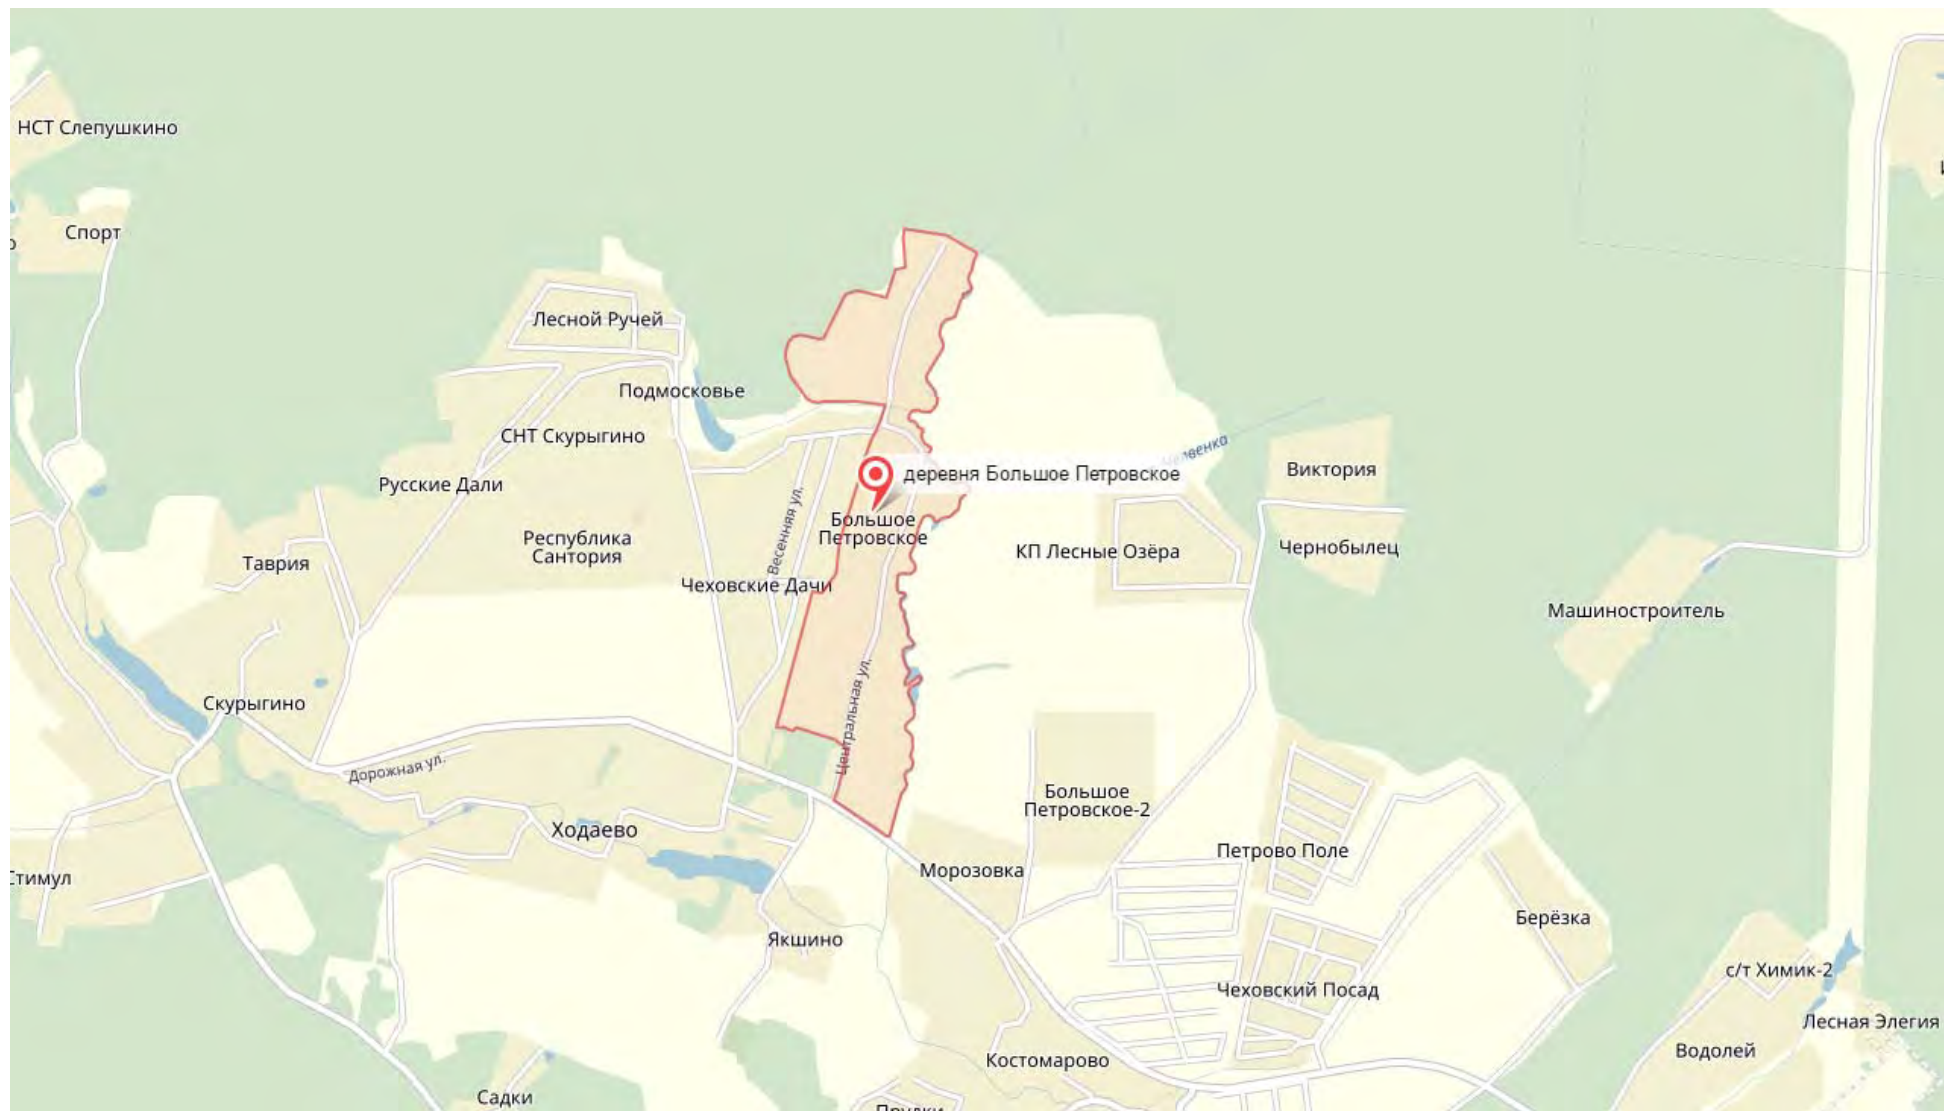 НСТ Слепушкино
Спорт
Лесной Ручей
Подмосковье
СНТ Скурыгино
Виктория
деревня Большое Петровское
Русские Дали
Весенняя ул.
Большое
Петровское
Республика
Сантория
КП Лесные Озёра
Чернобылец
Таврия
Чеховские Дачи
Машиностроитель
Скурыгино
Центральная ул.
Дорожная ул.
Большое
Петровское-2
Ходаево
Петрово Поле
Морозовка
Стимул
Берёзка
Якшино
с/т Химик-2
Чеховский Посад
Лесная Элегия
Водолей
Костомарово
Садки